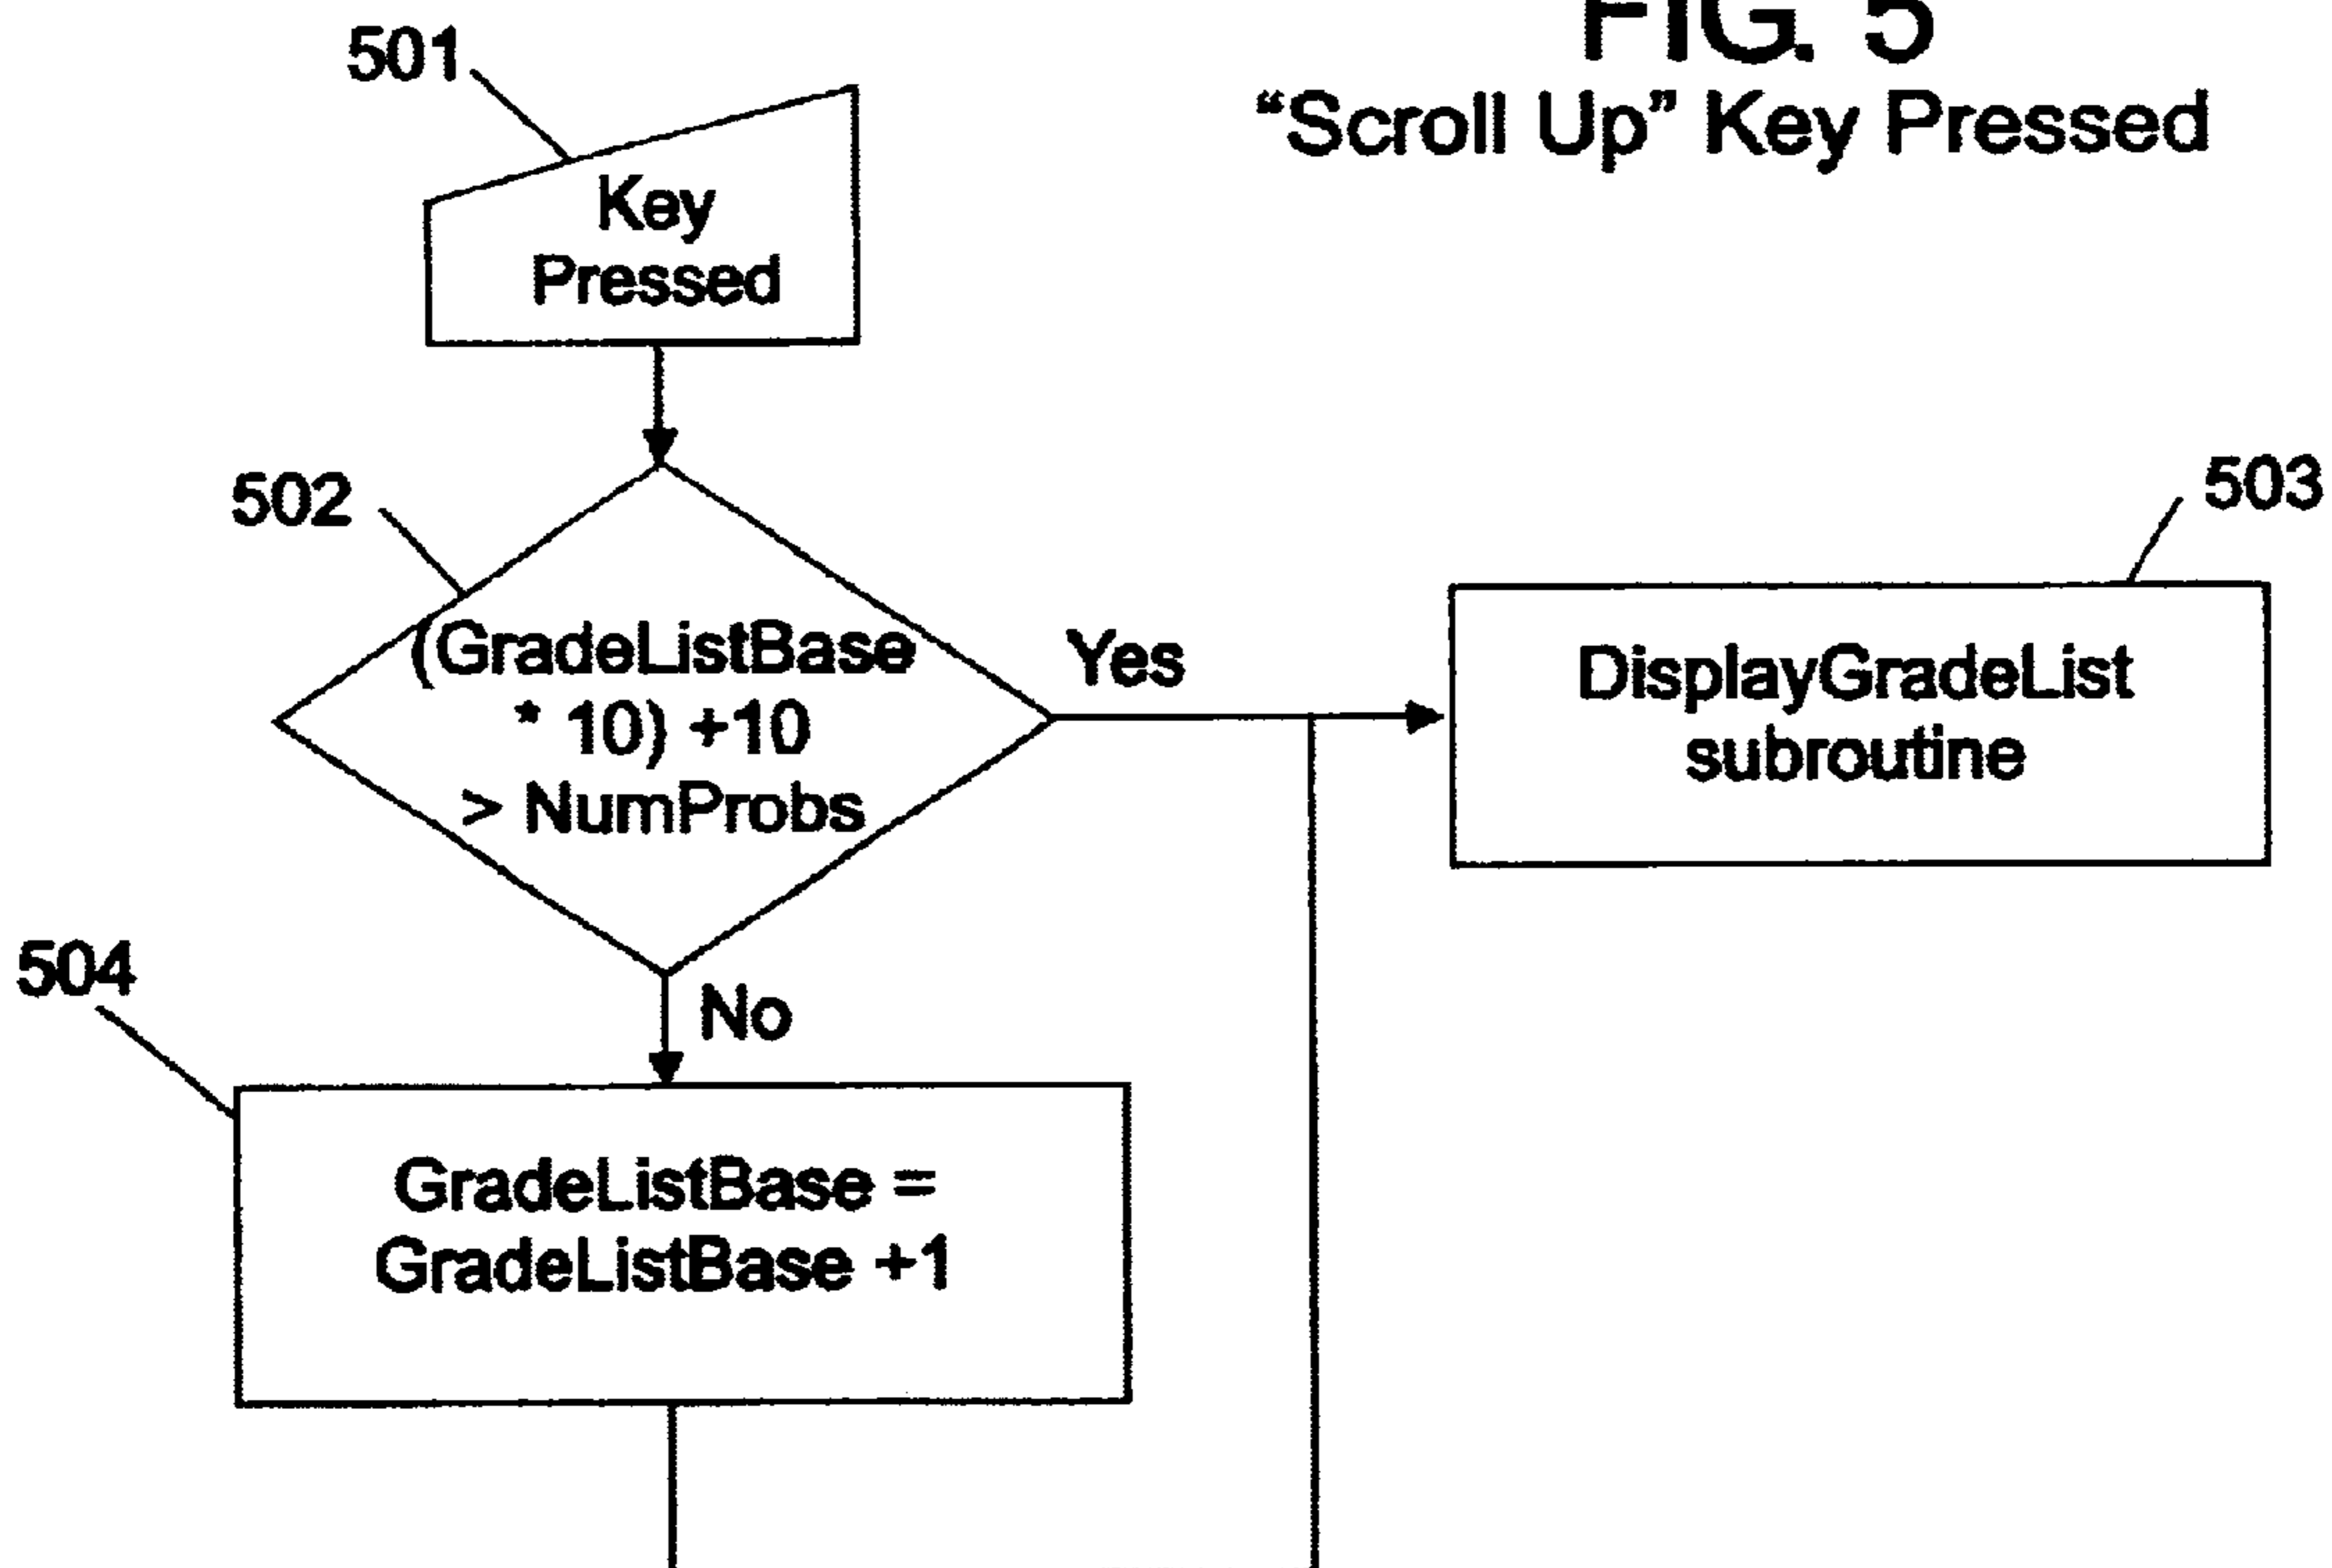 FIG. 5
“Scroll Up” Key Pressed
501
Key
Pressed
502
(GradeListBase
* 10) +10
> NumProbs
Yes
503
DisplayGradeList
subroutine
No
504
GradeListBase =
GradeListBase +1